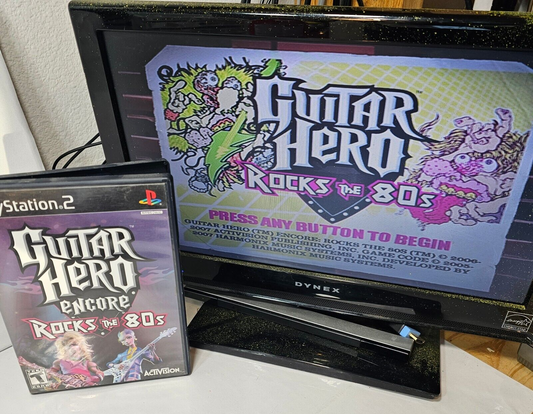 PlayStation 2
GUITAR
HERO
encore
ROCKS THE 80s
T
ACTIVISION
GUITAR
HERO
ROCKS THE 80s
TM
PRESS ANY BUTTON TO BEGIN
GUITAR HERO (TM) ENCORE: ROCKS THE 80S (TM) © 2006-
2007 ACTIVISION PUBLISHING, INC. GAME CODE © 2005,
2007 HARMONIX MUSIC SYSTEMS, INC. DEVELOPED BY
HARMONIX MUSIC SYSTEMS.
DYNEX